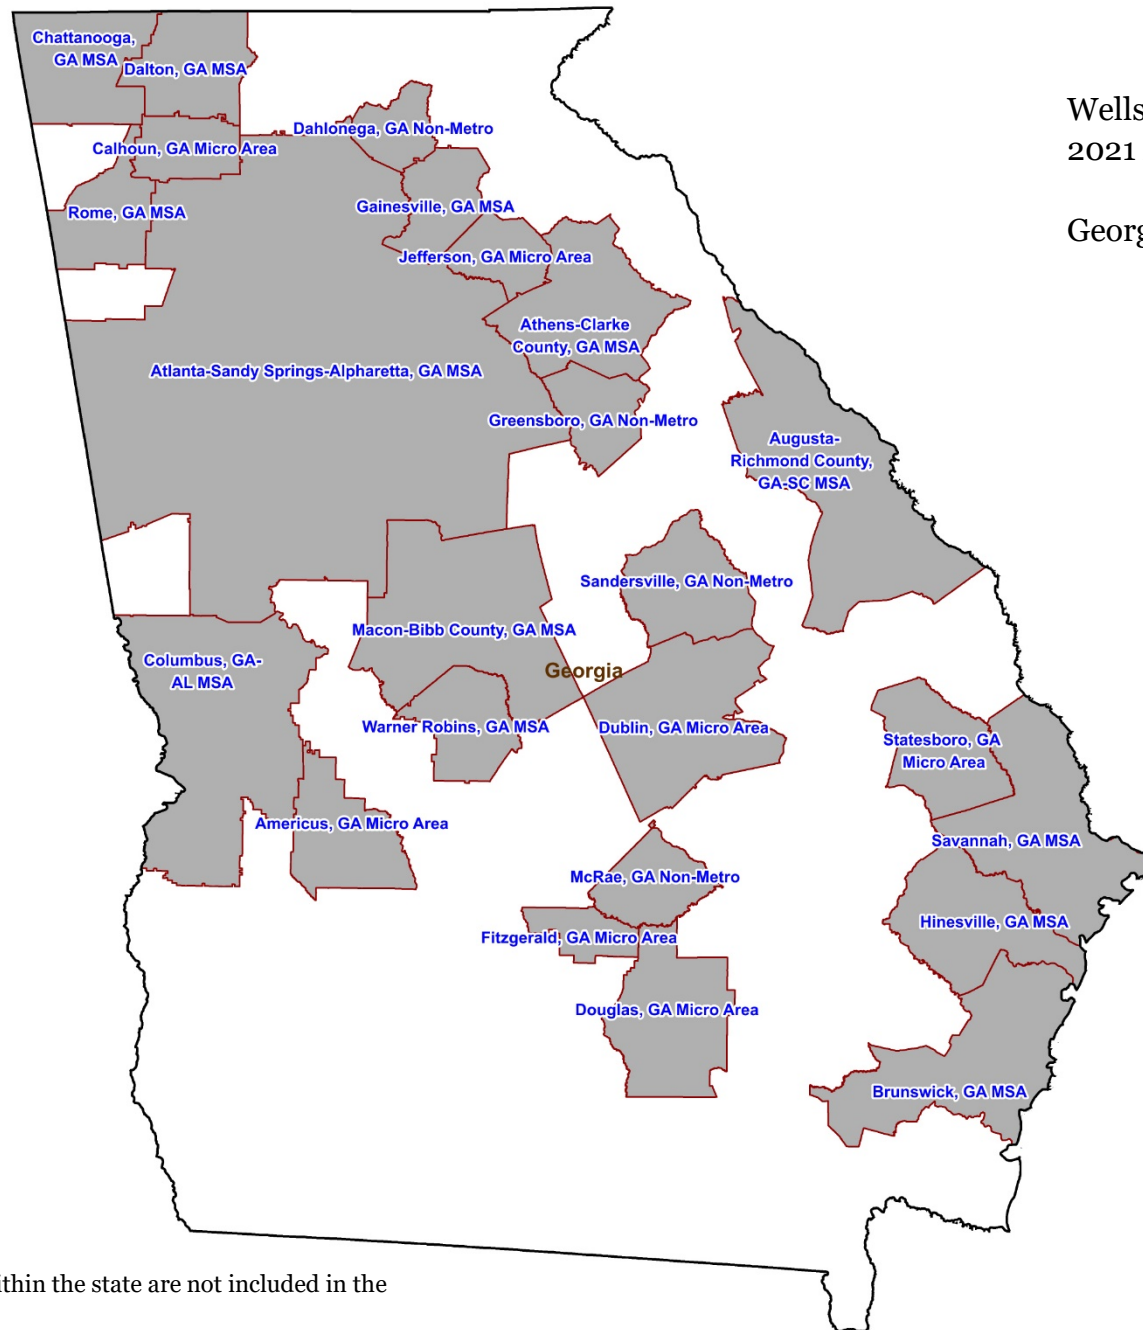 Wells
2021
Georg
Chattanooga,
GA MSA
Dalton, GA MSA
Dahlonega, GA Non-Metro
Calhoun, GA Micro Area
Rome, GA MSA
Gainesville, GA MSA
Jefferson, GA Micro Area
Athens-Clarke
County, GA MSA
Atlanta-Sandy Springs-Alpharetta, GA MSA
Greensboro, GA Non-Metro
Augusta-
Richmond County,
GA-SC MSA
Sandersville, GA Non-Metro
Macon-Bibb County, GA MSA
Columbus, GA-
AL MSA
Georgia
Warner Robins, GA MSA
Dublin, GA Micro Area
Statesboro, GA
Micro Area
Americus, GA Micro Area
Savannah, GA MSA
McRae, GA Non-Metro
Hinesville, GA MSA
Fitzgerald, GA Micro Area
Douglas, GA Micro Area
Brunswick, GA MSA
ithin the state are not included in the